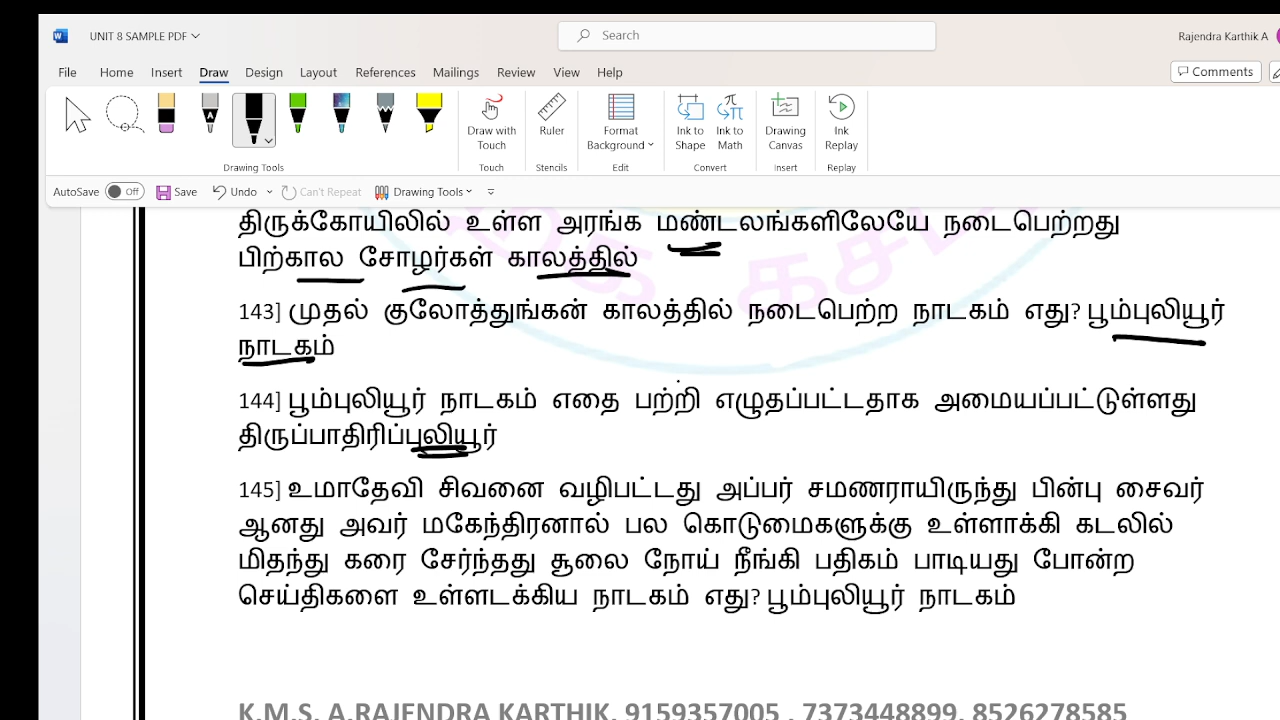 UNIT 8 SAMPLE PDF
Search
Rajendra Karthik A
File Home Insert Draw Design Layout References Mailings Review View Help
Comments
Draw with Touch
Ruler
Format Background
Ink to Shape
Ink to Math
Drawing Canvas
Ink Replay
Drawing Tools Touch Stencils Edit Convert Insert Replay
AutoSave Off Save Undo Can't Repeat Drawing Tools
திருக்கோயிலில் உள்ள அரங்க மண்டலங்களிலேயே நடைபெற்றது
பிற்கால சோழர்கள் காலத்தில்
143] முதல் குலோத்துங்கன் காலத்தில் நடைபெற்ற நாடகம் எது? பூம்புலியூர்
நாடகம்
144] பூம்புலியூர் நாடகம் எதை பற்றி எழுதப்பட்டதாக அமையப்பட்டுள்ளது
திருப்பாதிரிப்புலியூர்
145] உமாதேவி சிவனை வழிபட்டது அப்பர் சமணராயிருந்து பின்பு சைவர்
ஆனது அவர் மகேந்திரனால் பல கொடுமைகளுக்கு உள்ளாக்கி கடலில்
மிதந்து கரை சேர்ந்தது சூலை நோய் நீங்கி பதிகம் பாடியது போன்ற
செய்திகளை உள்ளடக்கிய நாடகம் எது? பூம்புலியூர் நாடகம்
K.M.S. A.RAJENDRA KARTHIK. 9159357005 , 7373448899, 8526278585